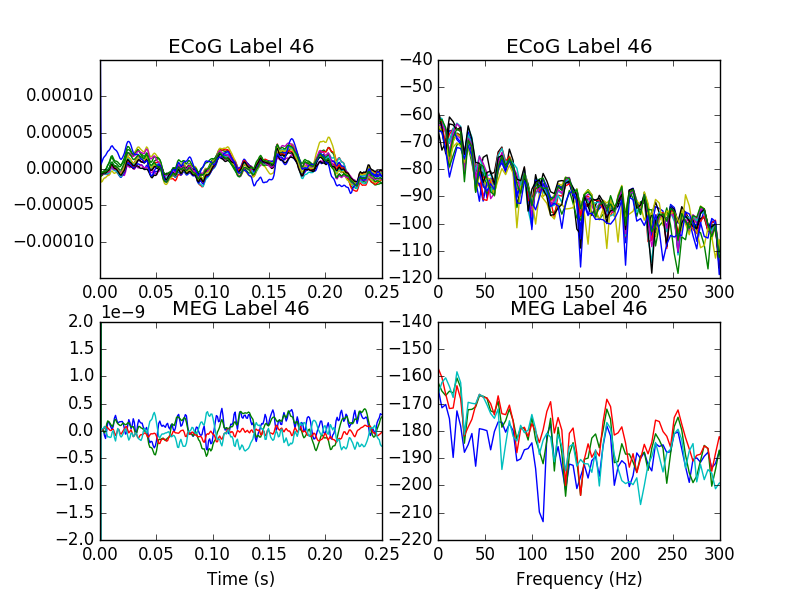 ECoG Label 46
0.00010
0.00005
0.00000
−0.00005
−0.00010
0.00 0.05 0.10 0.15 0.20 0.25
ECoG Label 46
−40
−50
−60
−70
−80
−90
−100
−110
−120
0 50 100 150 200 250 300
MEG Label 46
1e−9
2.0
1.5
1.0
0.5
0.0
−0.5
−1.0
−1.5
−2.0
0.00 0.05 0.10 0.15 0.20 0.25
Time (s)
MEG Label 46
−140
−150
−160
−170
−180
−190
−200
−210
−220
0 50 100 150 200 250 300
Frequency (Hz)